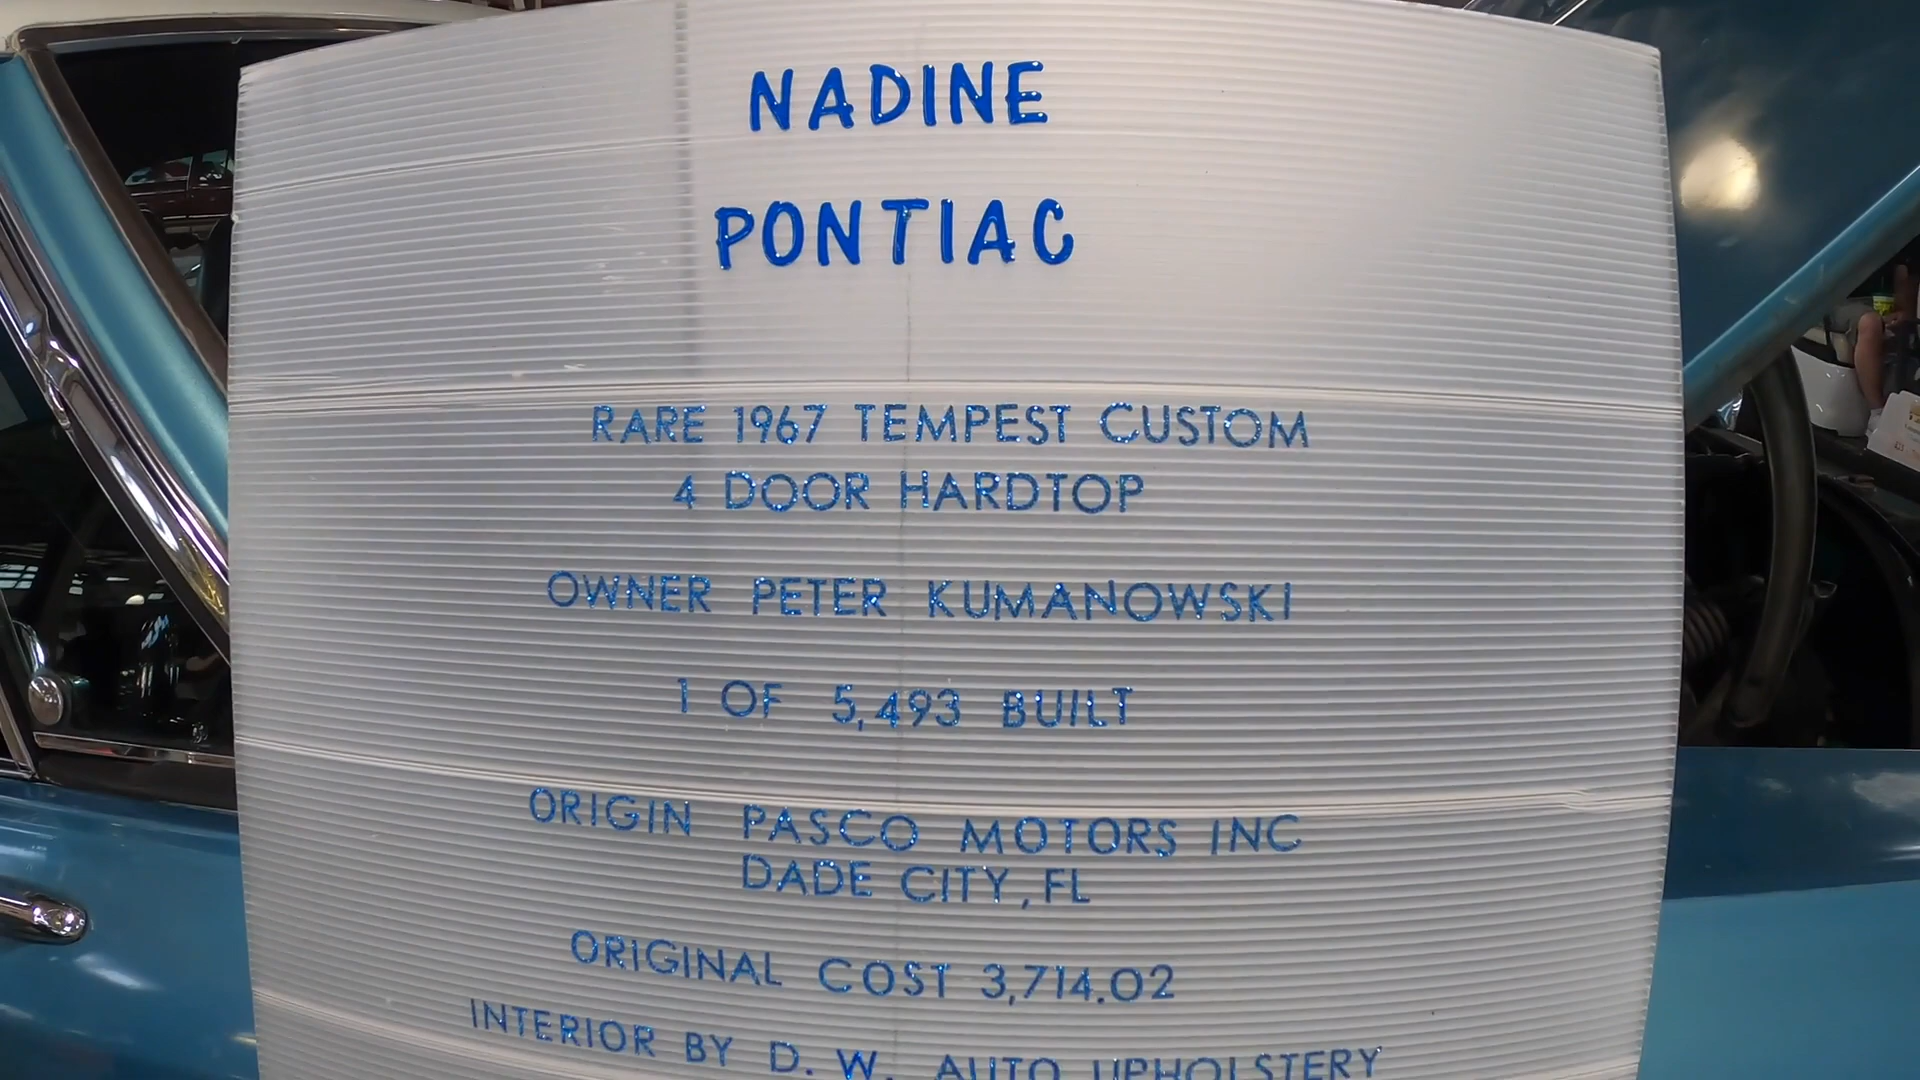 NADINE
PONTIAC
RARE 1967 TEMPEST CUSTOM
4 DOOR HARDTOP
OWNER PETER KUMANOWSKI
1 OF 5,493 BUILT
ORIGIN PASCO MOTORS INC
DADE CITY, FL
ORIGINAL COST 3,714.02
INTERIOR BY D. W. AUTO UPHOLSTERY